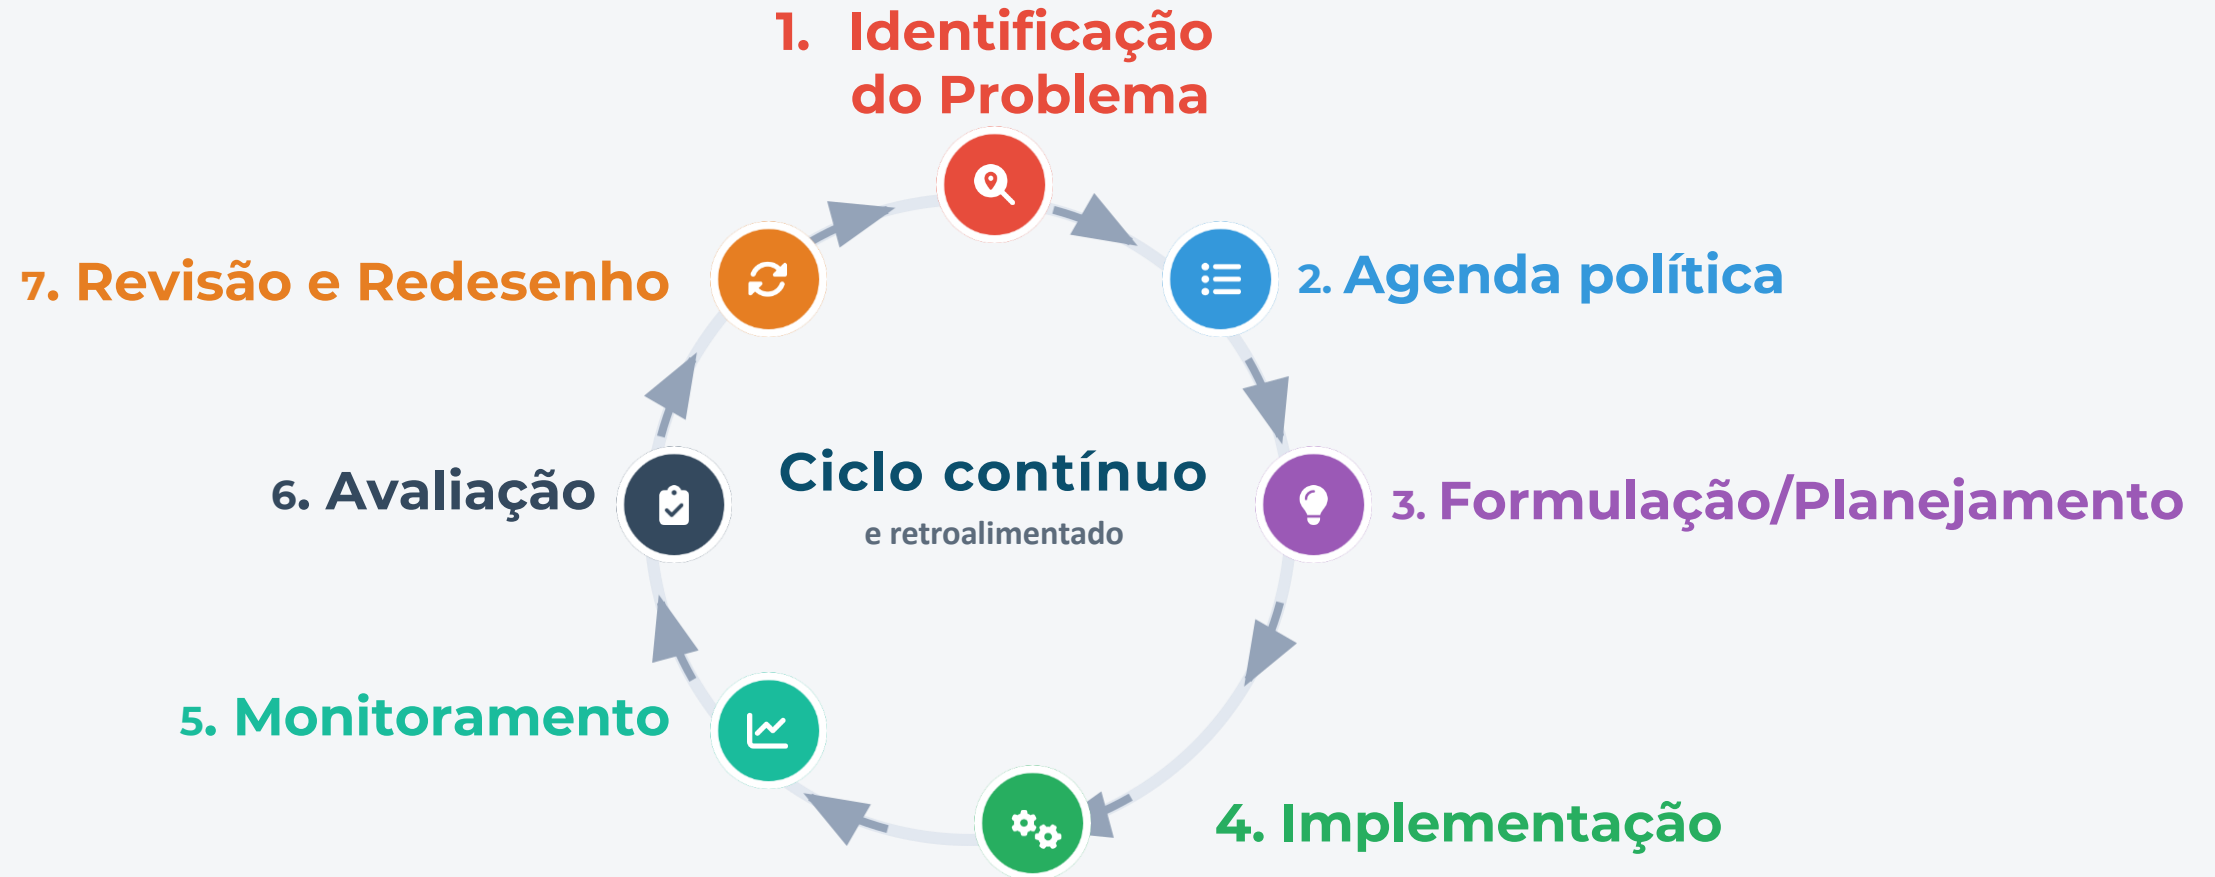 1. Identificação
do Problema
2. Agenda política
3. Formulação/Planejamento
4. Implementação
5. Monitoramento
6. Avaliação
7. Revisão e Redesenho
Ciclo contínuo
e retroalimentado